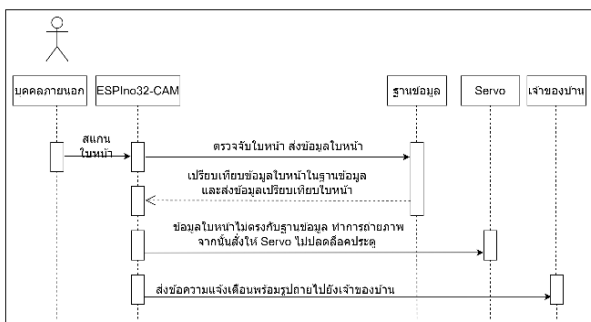 บุคคลภายนอก
ESPIno32-CAM
ฐานข้อมูล
Servo
เจ้าของบ้าน
สแกน
ใบหน้า
ตรวจจับใบหน้า ส่งข้อมูลใบหน้า
เปรียบเทียบข้อมูลใบหน้าในฐานข้อมูล
และส่งข้อมูลเปรียบเทียบใบหน้า
ข้อมูลใบหน้าไม่ตรงกับฐานข้อมูล ทำการถ่ายภาพ
จากนั้นสั่งให้ Servo ไม่ปลดล็อคประตู
ส่งข้อความแจ้งเตือนพร้อมรูปถ่ายไปยังเจ้าของบ้าน